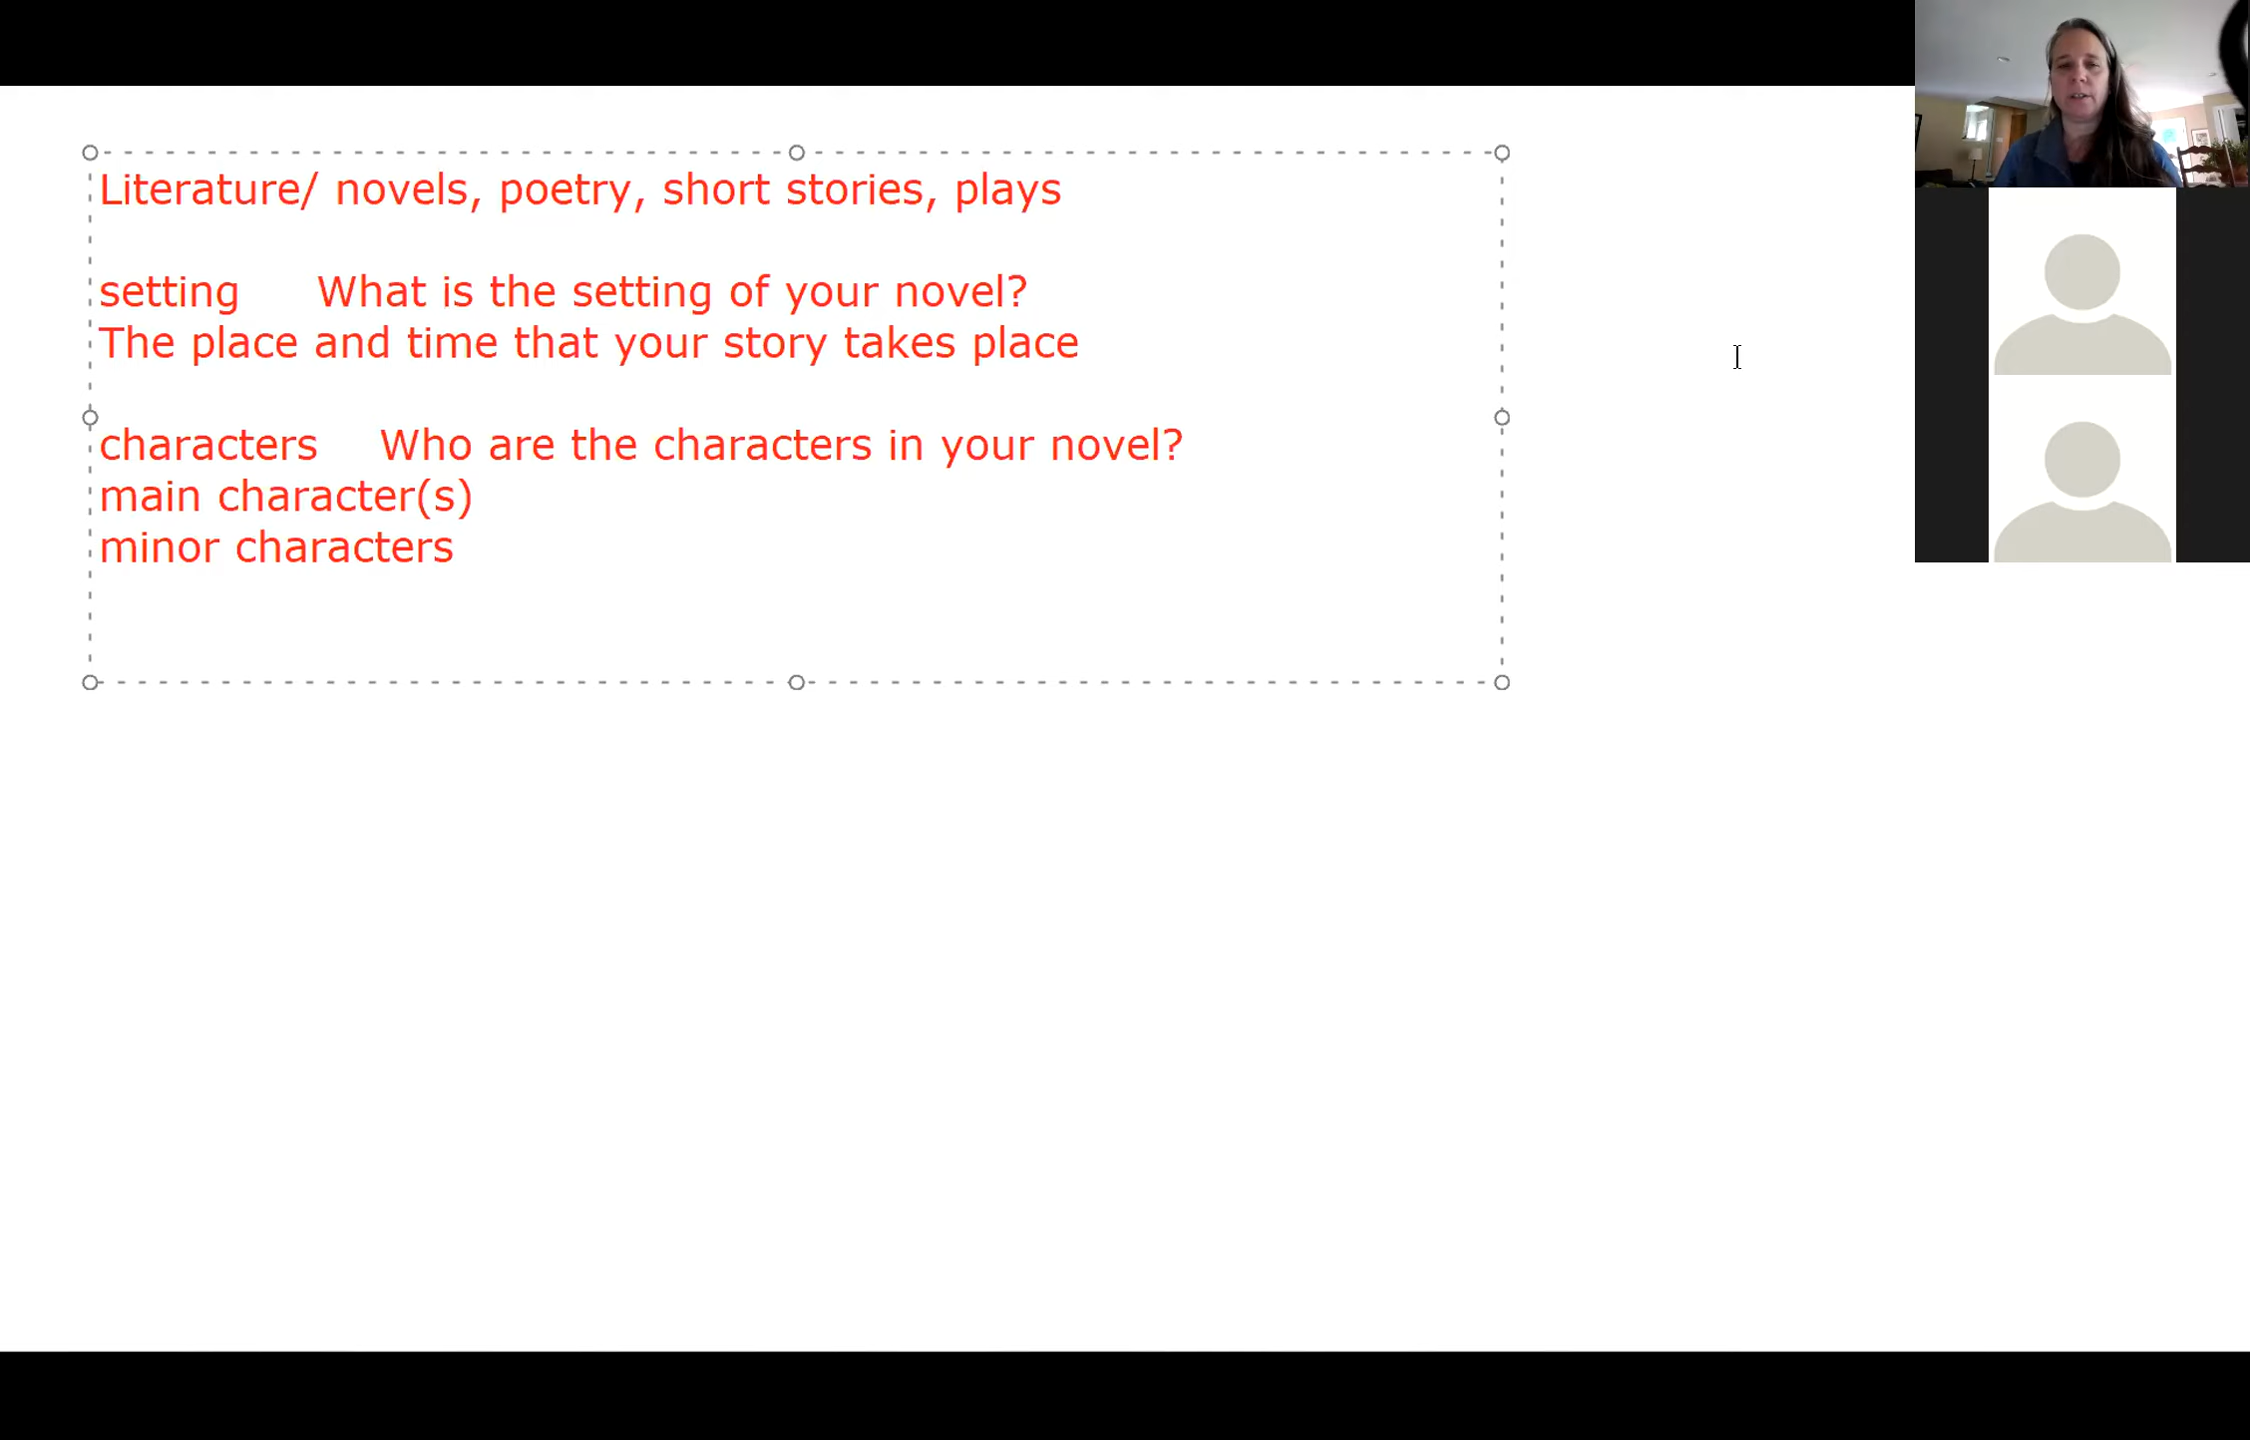 Literature/ novels, poetry, short stories, plays
setting What is the setting of your novel?
The place and time that your story takes place
characters Who are the characters in your novel?
main character(s)
minor characters